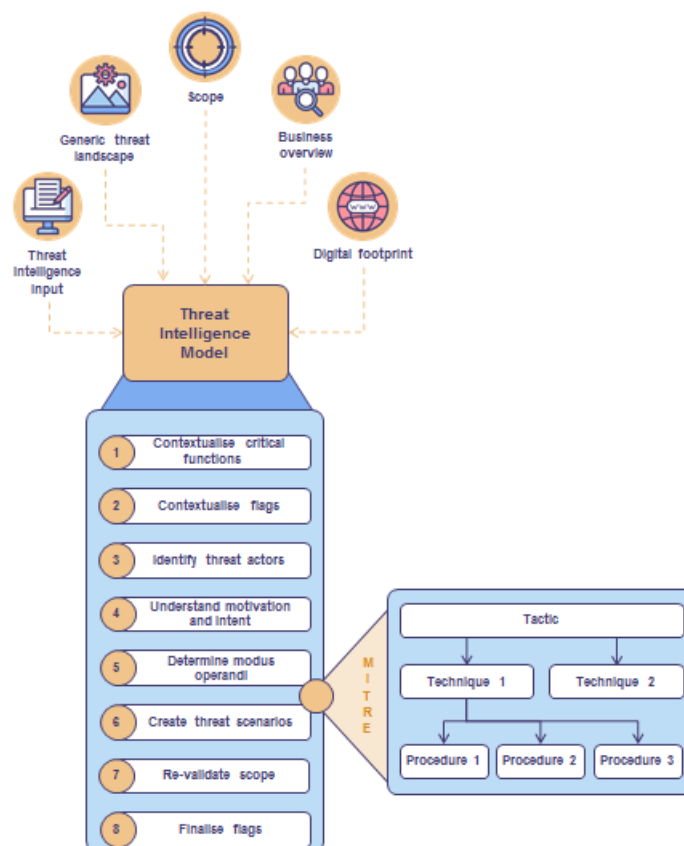 Scope
Generic threat
landscape
Business
overview
WWW
Threat
Intelligence
Input
Digital footprint
Threat
Intelligence
Model
1
Contextualise critical
functions
2
Contextualise flags
3
Identify threat actors
4
Understand motivation
and intent
5
Determine modus
operandi
6
Create threat scenarios
7
Re-validate scope
8
Finalise flags
MITRE
Tactic
Technique 1
Technique 2
Procedure 1
Procedure 2
Procedure 3